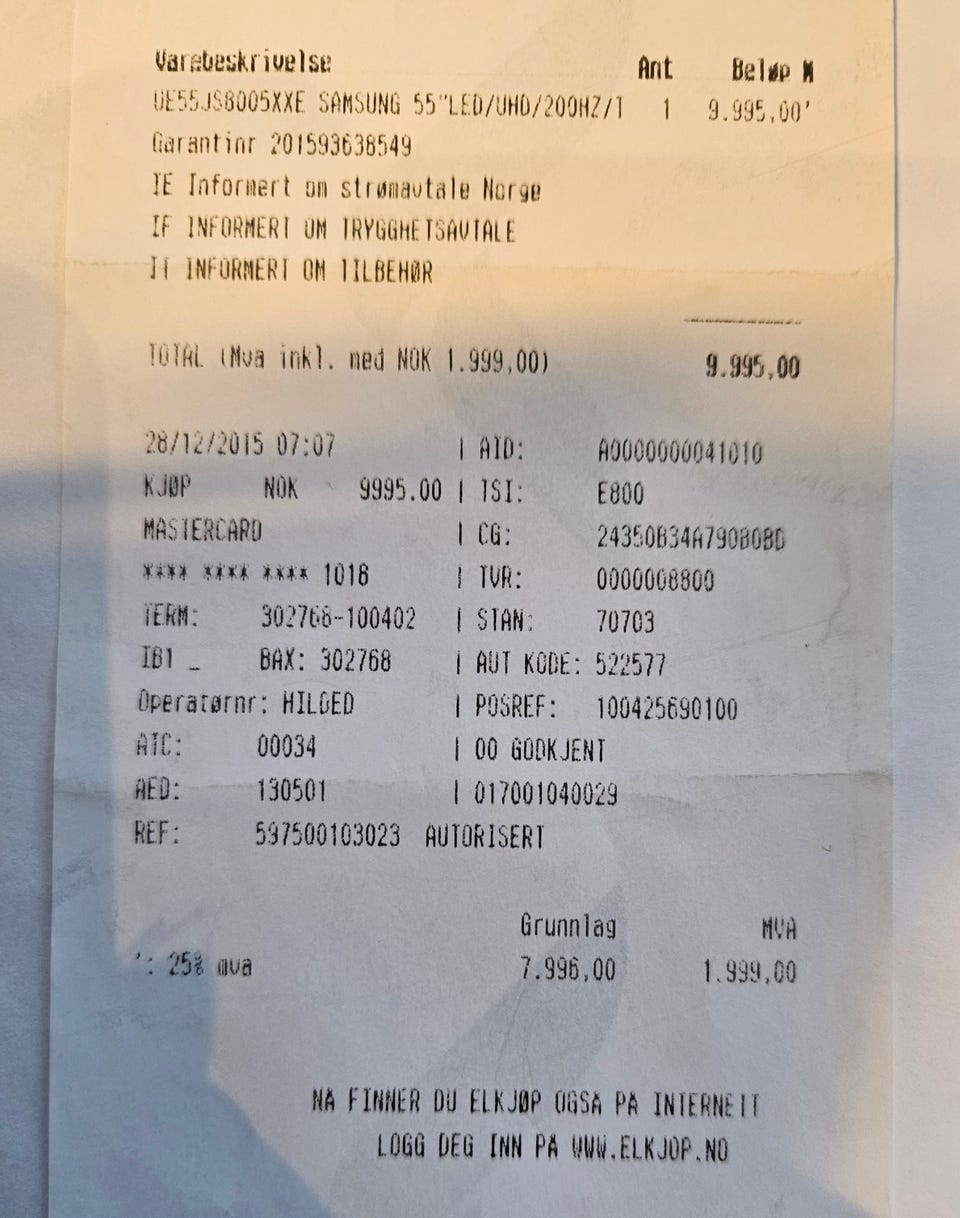 Varebeskrivelse Ant Beløp M
UE55JS8005XXE SAMSUNG 55"LED/UHD/200HZ/T 1 9.995,00'
Garantinr 201593638549
IE Informert om strømavtale Norge
IF INFORMERT OM TRYGGHETSAVTALE
IT INFORMERT OM TILBEHØR
TOTAL (Mva inkl. med NOK 1.999,00) 9.995,00
28/12/2015 07:07 | AID: A0000000041010
KJØP NOK 9995.00 | TSI: E800
MASTERCARD | CG: 24350B34A790B0BD
**** **** **** 1018 | TVR: 0000008800
TERM: 302768-100402 | STAN: 70703
IB1 _ BAX: 302768 | AUT KODE: 522577
Operatørnr: HILGED | POSREF: 100425690100
ATC: 00034 | 00 GODKJENT
AED: 130501 | 017001040029
REF: 597500103023 AUTORISERT
Grunnlag MVA
': 25% mva 7.996,00 1.999,00
NA FINNER DU ELKJØP OGSA PA INTERNETT
LOGG DEG INN PA WWW.ELKJOP.NO